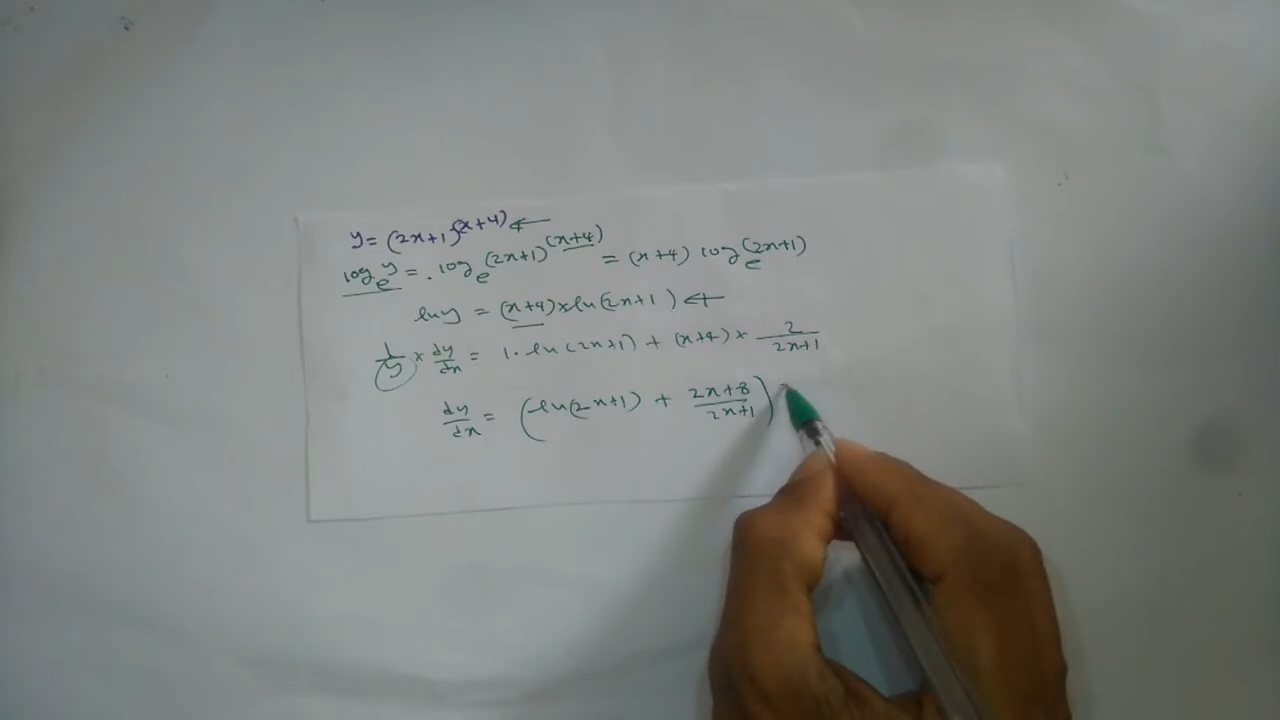 y = (2x+1)^(x+4) ←
log_e y = . log_e (2x+1)^(x+4) = (x+4) log_e (2x+1)
ln y = (x+4) × ln(2x+1) ←
1/y × dy/dx = 1 . ln(2x+1) + (x+4) × 2/(2x+1)
dy/dx = (ln(2x+1) + (2x+8)/(2x+1))